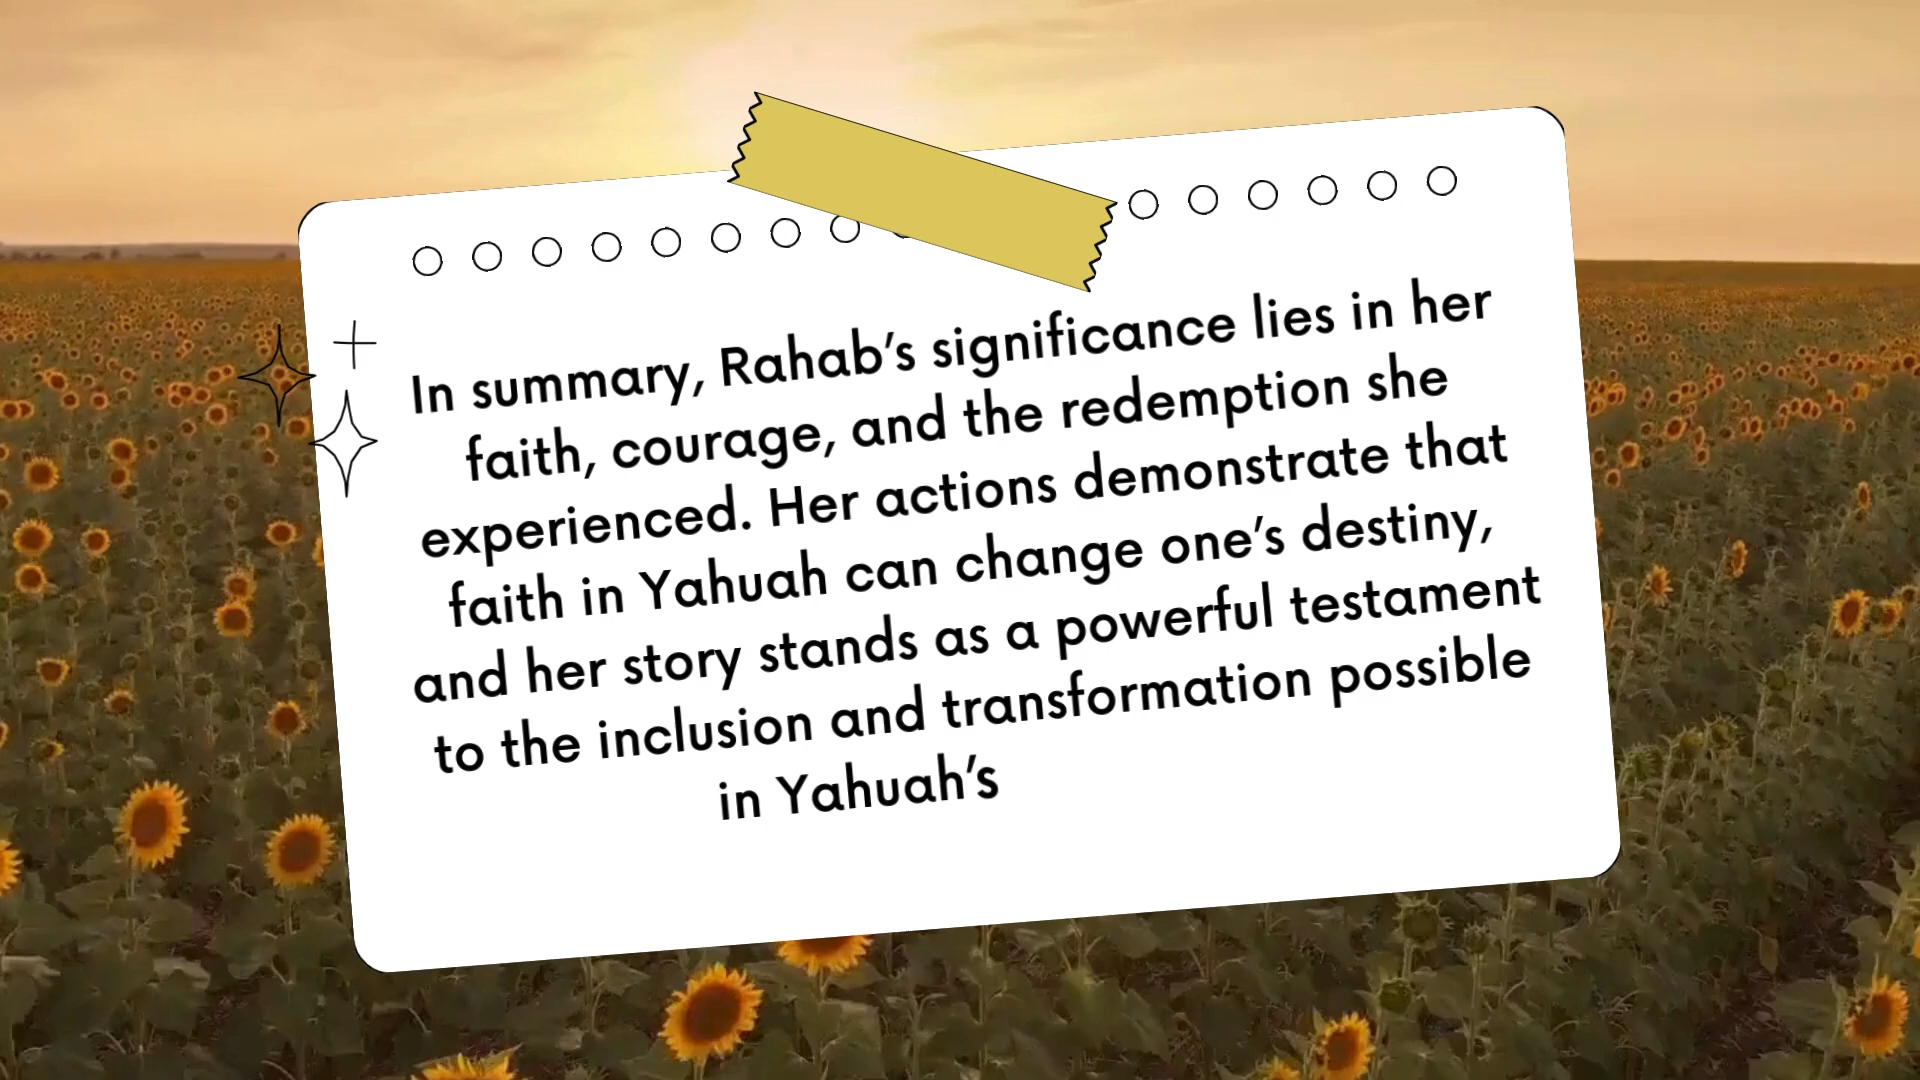 In summary, Rahab’s significance lies in her
faith, courage, and the redemption she
experienced. Her actions demonstrate that
faith in Yahuah can change one’s destiny,
and her story stands as a powerful testament
to the inclusion and transformation possible
in Yahuah’s